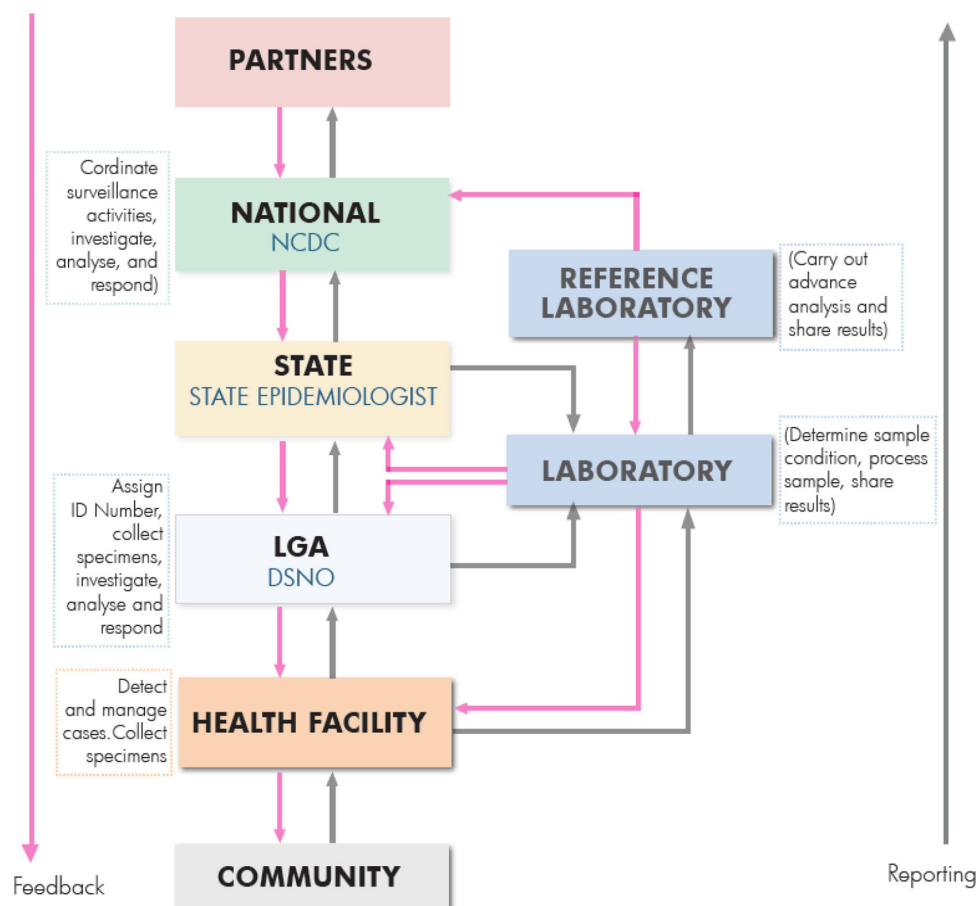 PARTNERS
Cordinate
surveillance
activities,
investigate,
analyse, and
respond)
NATIONAL
NCDC
REFERENCE
LABORATORY
(Carry out
advance
analysis and
share results)
STATE
STATE EPIDEMIOLOGIST
LABORATORY
(Determine sample
condition, process
sample, share
results)
Assign
ID Number,
collect
specimens,
investigate,
analyse and
respond
LGA
DSNO
Detect
and manage
cases.Collect
specimens
HEALTH FACILITY
COMMUNITY
Feedback
Reporting